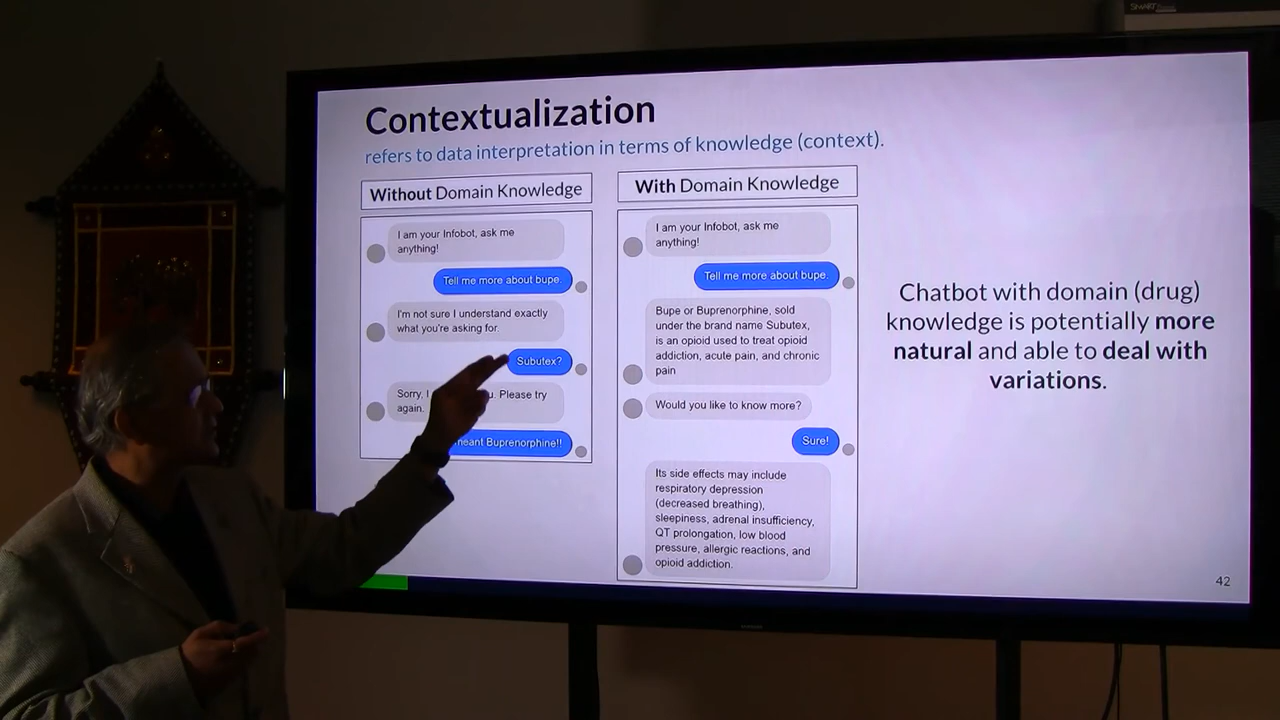 SMART
Contextualization
refers to data interpretation in terms of knowledge (context).
Without Domain Knowledge
I am your Infobot, ask me
anything!
Tell me more about bupe.
I'm not sure I understand exactly
what you're asking for.
Subutex?
Sorry, I u. Please try
again.
meant Buprenorphine!!
With Domain Knowledge
I am your Infobot, ask me
anything!
Tell me more about bupe.
Bupe or Buprenorphine, sold
under the brand name Subutex,
is an opioid used to treat opioid
addiction, acute pain, and chronic
pain
Would you like to know more?
Sure!
Its side effects may include
respiratory depression
(decreased breathing),
sleepiness, adrenal insufficiency,
QT prolongation, low blood
pressure, allergic reactions, and
opioid addiction.
Chatbot with domain (drug)
knowledge is potentially more
natural and able to deal with
variations.
42